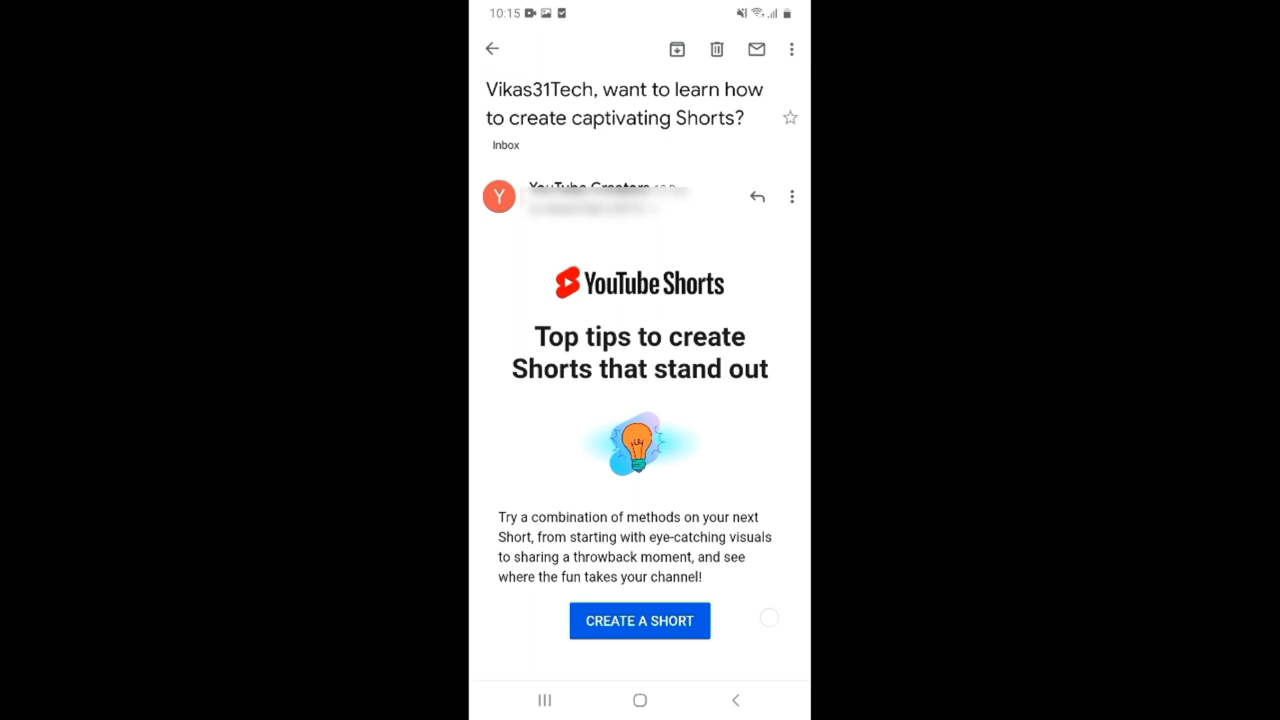 10:15
Vikas31Tech, want to learn how
to create captivating Shorts?
Inbox
Y
YouTube Creators
YouTube Shorts
Top tips to create
Shorts that stand out
Try a combination of methods on your next
Short, from starting with eye-catching visuals
to sharing a throwback moment, and see
where the fun takes your channel!
CREATE A SHORT